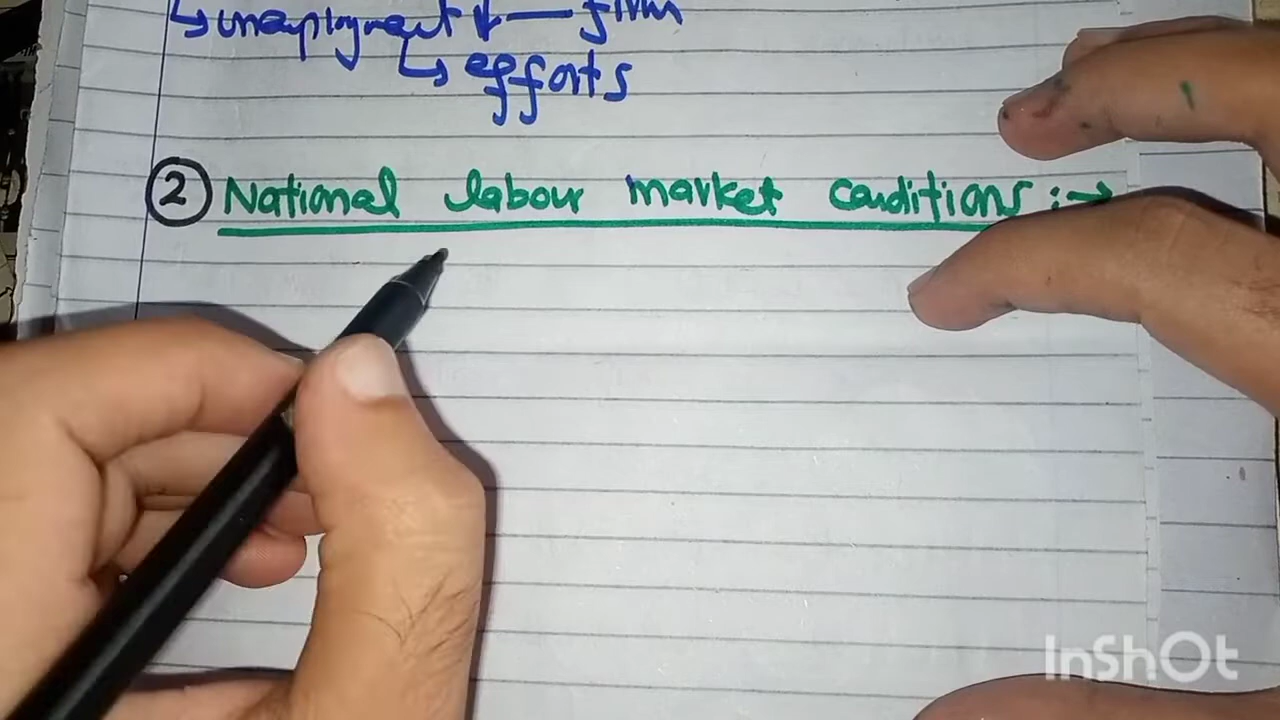 ↳ unemployment ↓ — firm
↳ efforts
② National labour market conditions :→
InShOt